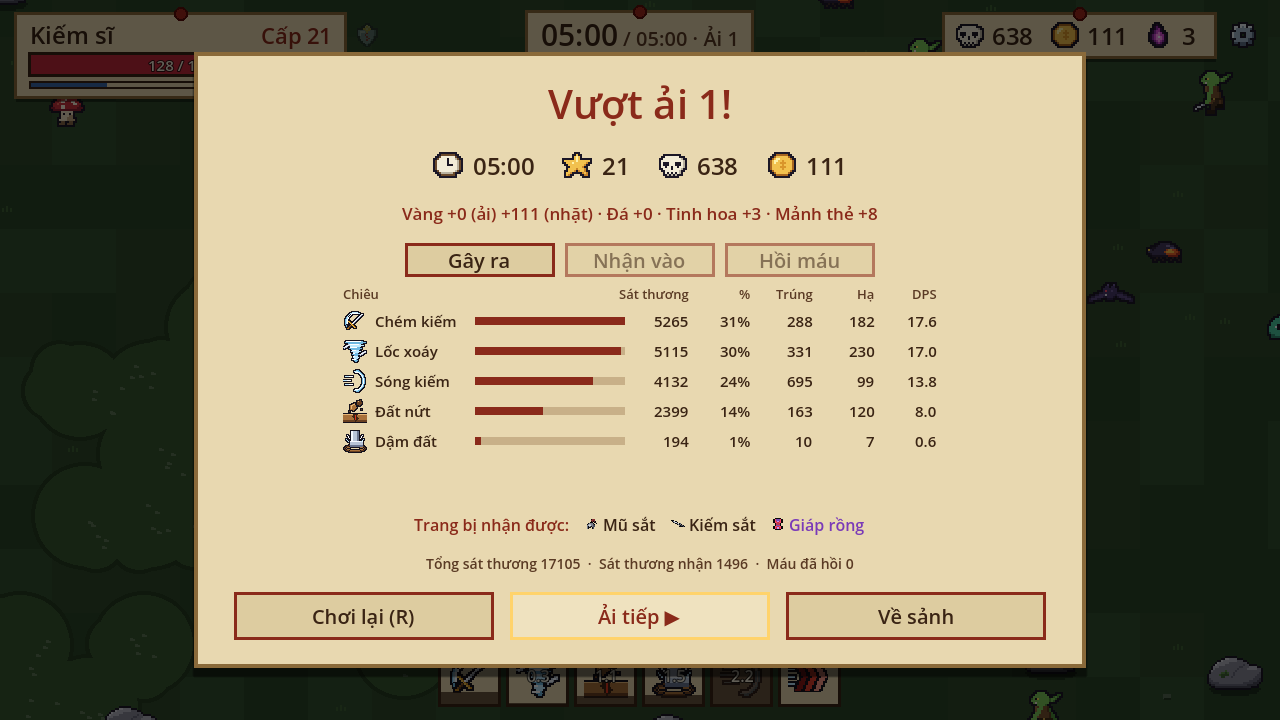 Kiếm sĩ Cấp 21
05:00 / 05:00 · Ải 1
638 111 3
128 / 1
Vượt ải 1!
05:00 21 638 111
Vàng +0 (ải) +111 (nhặt) · Đá +0 · Tinh hoa +3 · Mảnh thẻ +8
Gây ra Nhận vào Hồi máu
Chiêu Sát thương % Trúng Hạ DPS
Chém kiếm 5265 31% 288 182 17.6
Lốc xoáy 5115 30% 331 230 17.0
Sóng kiếm 4132 24% 695 99 13.8
Đất nứt 2399 14% 163 120 8.0
Dậm đất 194 1% 10 7 0.6
Trang bị nhận được: Mũ sắt Kiếm sắt Giáp rồng
Tổng sát thương 17105 · Sát thương nhận 1496 · Máu đã hồi 0
Chơi lại (R) Ải tiếp ▶ Về sảnh
2.2